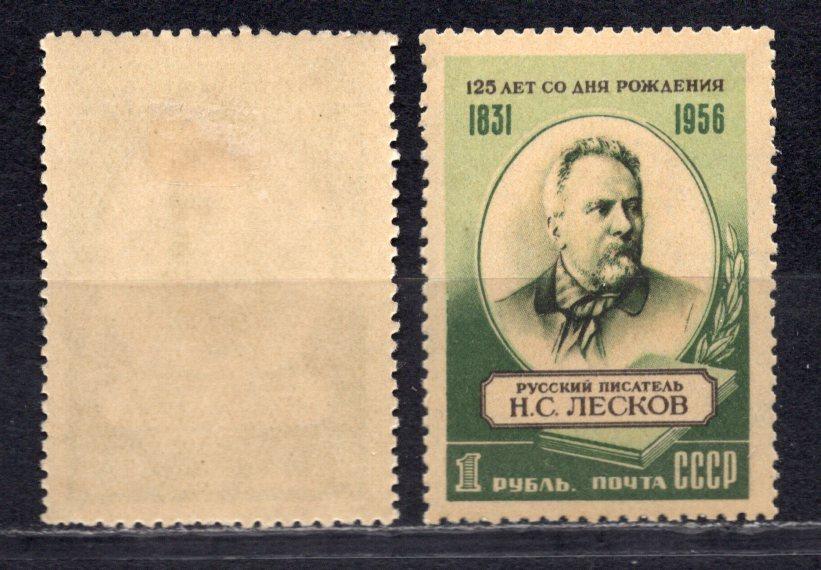 125 ЛЕТ СО ДНЯ РОЖДЕНИЯ
1831 1956
РУССКИЙ ПИСАТЕЛЬ
Н.С. ЛЕСКОВ
1 РУБЛЬ. ПОЧТА СССР